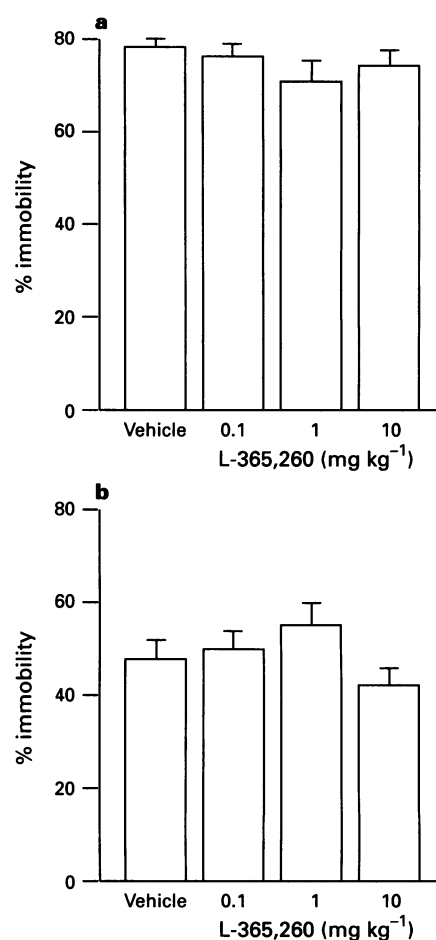 a
80
60
40
20
0
% immobility
Vehicle 0.1 1 10
L-365,260 (mg kg⁻¹)
b
80
60
40
20
0
% immobility
Vehicle 0.1 1 10
L-365,260 (mg kg⁻¹)